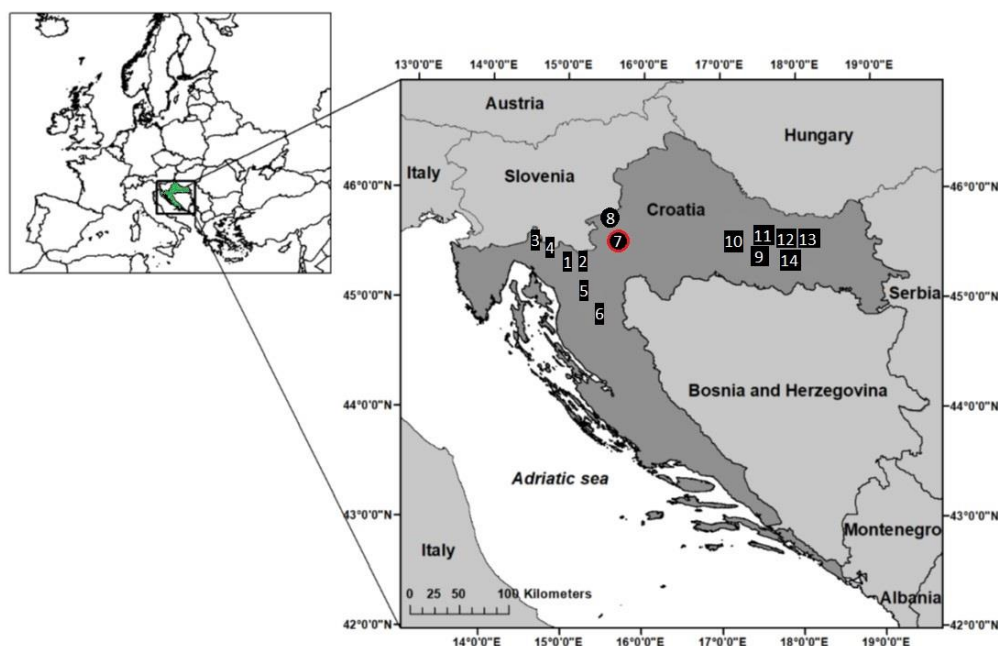 13°0'0"E 14°0'0"E 15°0'0"E 16°0'0"E 17°0'0"E 18°0'0"E 19°0'0"E
Austria
Hungary
Italy
Slovenia
46°0'0"N
46°0'0"N
Croatia
8
7
3
4
1
2
5
6
10
11
12
13
9
14
45°0'0"N
Serbia
45°0'0"N
Bosnia and Herzegovina
44°0'0"N
44°0'0"N
Adriatic sea
43°0'0"N
43°0'0"N
Montenegro
Italy
Albania
0 25 50 100 Kilometers
42°0'0"N
42°0'0"N
14°0'0"E 15°0'0"E 16°0'0"E 17°0'0"E 18°0'0"E 19°0'0"E